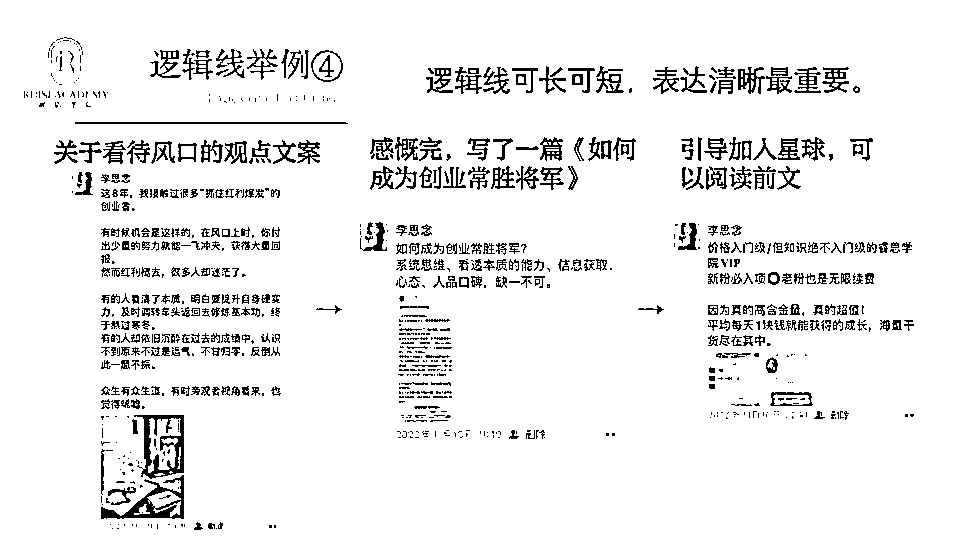 逻辑线举例④
逻辑线可长可短，表达清晰最重要。
关于看待风口的观点文案
李思念
这8年，我接触过很多“抓住红利爆发”的
创业者。
有时候机会是这样的，在风口上时，你付
出少量的努力就能一飞冲天，获得大量回
报。
然而红利褪去，很多人却迷茫了。
有的人看清了本质，明白要提升自身硬实
力，及时调转车头返回去修炼基本功，终
于熬过寒冬。
有的人却依旧沉醉在过去的成绩中，认识
不到原来不过是运气，不甘归零，反倒从
此一蹶不振。
众生有众生道，有时旁观者视角看来，也
觉得唏嘘。
感慨完，写了一篇《如何
成为创业常胜将军》
李思念
如何成为创业常胜将军？
系统思维、看透本质的能力、信息获取、
心态、人品口碑，缺一不可。
删除
引导加入星球，可
以阅读前文
李思念
价格入门级/但知识绝不入门级的睿思学
院VIP
新粉必入项⭕老粉也是无限续费
因为真的高含金量，真的超值！
平均每天1块钱就能获得的成长，海量干
货尽在其中。
删除